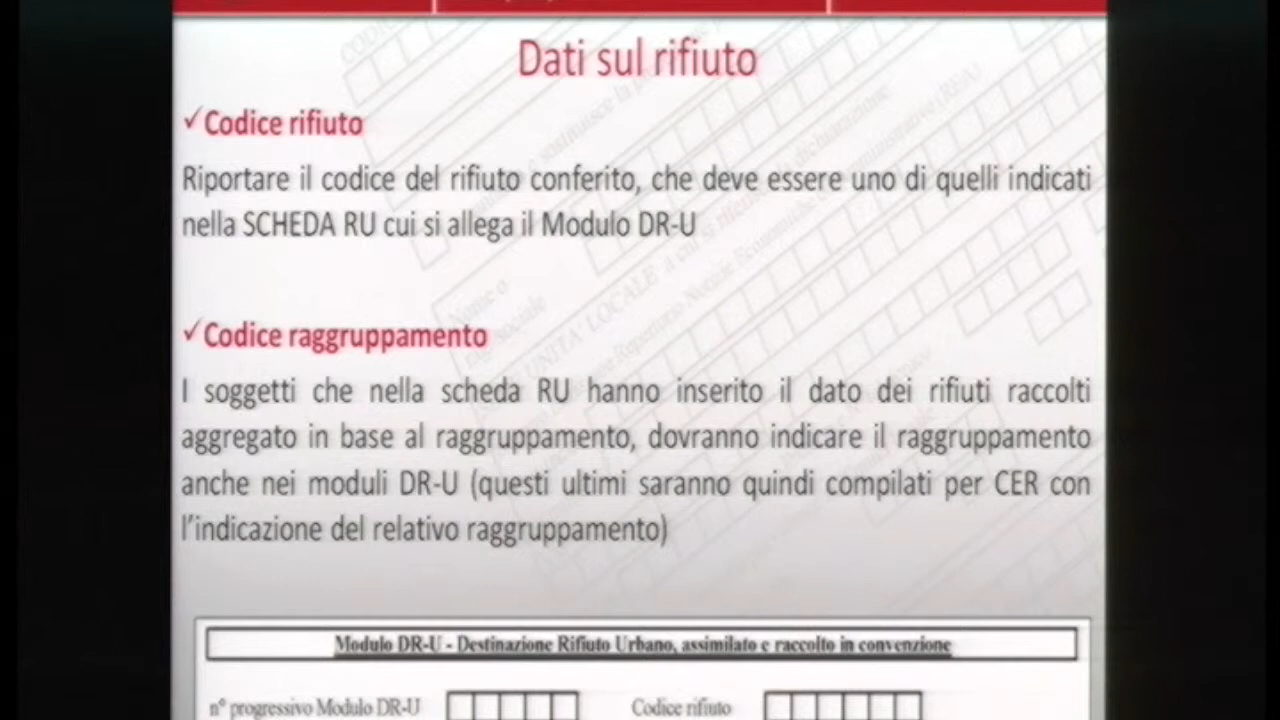 Dati sul rifiuto
✓Codice rifiuto
Riportare il codice del rifiuto conferito, che deve essere uno di quelli indicati
nella SCHEDA RU cui si allega il Modulo DR-U
✓Codice raggruppamento
I soggetti che nella scheda RU hanno inserito il dato dei rifiuti raccolti
aggregato in base al raggruppamento, dovranno indicare il raggruppamento
anche nei moduli DR-U (questi ultimi saranno quindi compilati per CER con
l'indicazione del relativo raggruppamento)
Modulo DR-U - Destinazione Rifiuto Urbano, assimilato e raccolto in convenzione
n° progressivo Modulo DR-U Codice rifiuto